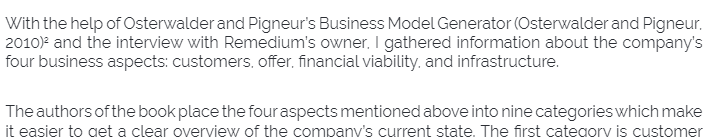 With the help of Osterwalder and Pigneur's Business Model Generator (Osterwalder and Pigneur,
2010)² and the interview with Remedium's owner, I gathered information about the company's
four business aspects: customers, offer, financial viability, and infrastructure.
The authors of the book place the four aspects mentioned above into nine categories which make
it easier to get a clear overview of the company's current state. The first category is customer